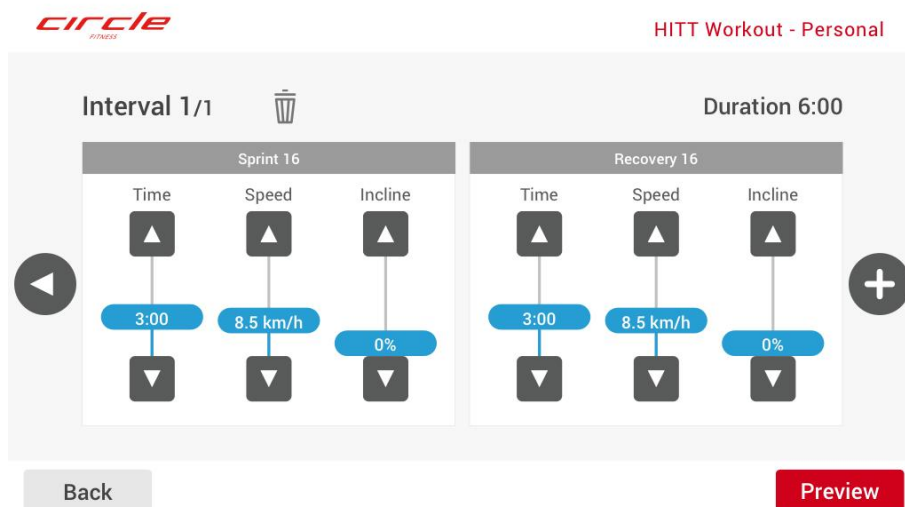 circle
FITNESS
HITT Workout - Personal
Interval 1/1
Duration 6:00
Sprint 16
Time Speed Incline
3:00 8.5 km/h 0%
Recovery 16
Time Speed Incline
3:00 8.5 km/h 0%
Back
Preview